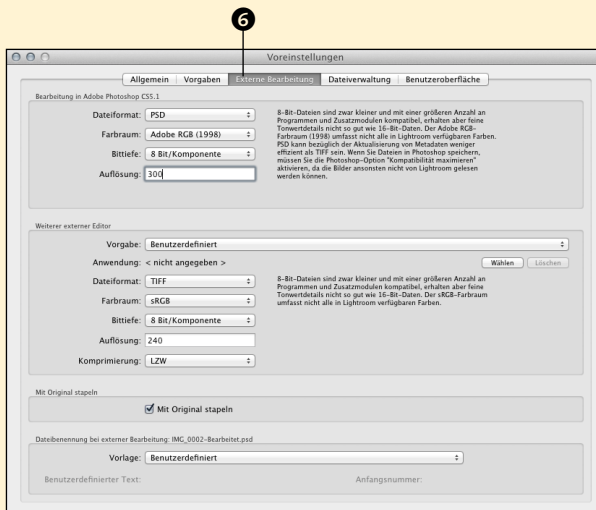 6
Voreinstellungen
Allgemein Vorgaben Externe Bearbeitung Dateiverwaltung Benutzeroberfläche
Bearbeitung in Adobe Photoshop CS5.1
Dateiformat: PSD
Farbraum: Adobe RGB (1998)
Bittiefe: 8 Bit/Komponente
Auflösung: 300
8-Bit-Dateien sind zwar kleiner und mit einer größeren Anzahl an
Programmen und Zusatzmodulen kompatibel, erhalten aber feine
Tonwertdetails nicht so gut wie 16-Bit-Daten. Der Adobe RGB-
Farbraum (1998) umfasst nicht alle in Lightroom verfügbaren Farben.
PSD kann bezüglich der Aktualisierung von Metadaten weniger
effizient als TIFF sein. Wenn Sie Dateien in Photoshop speichern,
müssen Sie die Photoshop-Option "Kompatibilität maximieren"
aktivieren, da die Bilder ansonsten nicht von Lightroom gelesen
werden können.
Weiterer externer Editor
Vorgabe: Benutzerdefiniert
Anwendung: < nicht angegeben >
Wählen Löschen
Dateiformat: TIFF
Farbraum: sRGB
Bittiefe: 8 Bit/Komponente
Auflösung: 240
Komprimierung: LZW
8-Bit-Dateien sind zwar kleiner und mit einer größeren Anzahl an
Programmen und Zusatzmodulen kompatibel, erhalten aber feine
Tonwertdetails nicht so gut wie 16-Bit-Daten. Der sRGB-Farbraum
umfasst nicht alle in Lightroom verfügbaren Farben.
Mit Original stapeln
Mit Original stapeln
Dateibenennung bei externer Bearbeitung: IMG_0002-Bearbeitet.psd
Vorlage: Benutzerdefiniert
Benutzerdefinierter Text: Anfangsnummer: